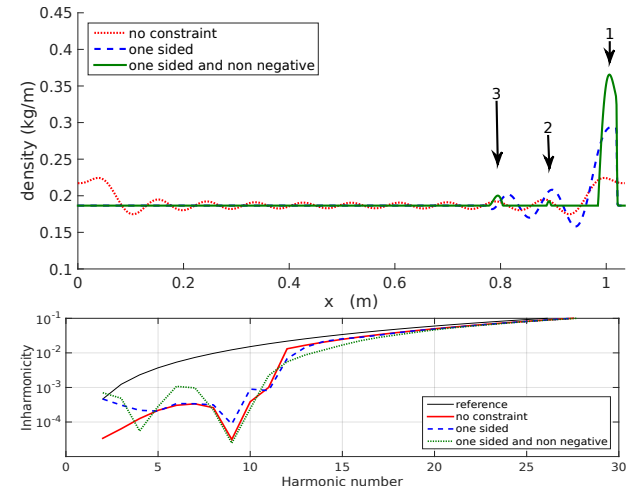 0.45
0.4
0.35
0.3
0.25
0.2
0.15
0.1
density (kg/m)
no constraint
one sided
one sided and non negative
1
2
3
0 0.2 0.4 0.6 0.8 1
x (m)
10-1
10-2
10-3
10-4
Inharmonicity
reference
no constraint
one sided
one sided and non negative
0 5 10 15 20 25 30
Harmonic number